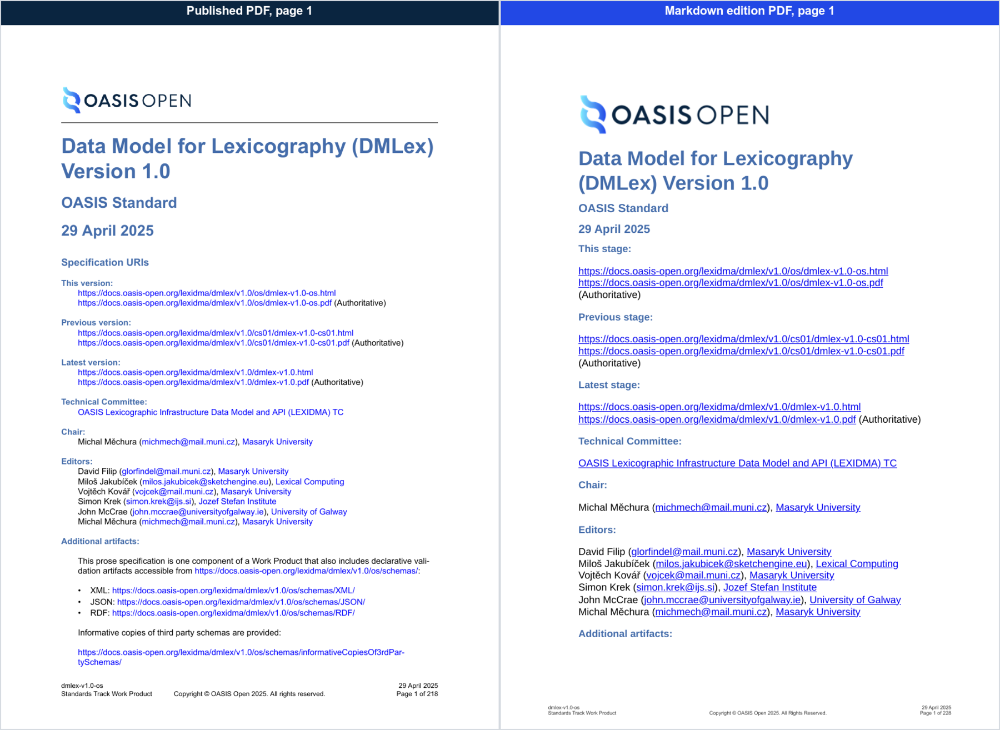 Published PDF, page 1
OASIS OPEN
Data Model for Lexicography (DMLex)
Version 1.0
OASIS Standard
29 April 2025
Specification URIs
This version:
https://docs.oasis-open.org/lexidma/dmlex/v1.0/os/dmlex-v1.0-os.html
https://docs.oasis-open.org/lexidma/dmlex/v1.0/os/dmlex-v1.0-os.pdf (Authoritative)
Previous version:
https://docs.oasis-open.org/lexidma/dmlex/v1.0/cs01/dmlex-v1.0-cs01.html
https://docs.oasis-open.org/lexidma/dmlex/v1.0/cs01/dmlex-v1.0-cs01.pdf (Authoritative)
Latest version:
https://docs.oasis-open.org/lexidma/dmlex/v1.0/dmlex-v1.0.html
https://docs.oasis-open.org/lexidma/dmlex/v1.0/dmlex-v1.0.pdf (Authoritative)
Technical Committee:
OASIS Lexicographic Infrastructure Data Model and API (LEXIDMA) TC
Chair:
Michal Měchura (michmech@mail.muni.cz), Masaryk University
Editors:
David Filip (glorfindel@mail.muni.cz), Masaryk University
Miloš Jakubíček (milos.jakubicek@sketchengine.eu), Lexical Computing
Vojtěch Kovář (vojcek@mail.muni.cz), Masaryk University
Simon Krek (simon.krek@ijs.si), Jozef Stefan Institute
John McCrae (john.mccrae@universityofgalway.ie), University of Galway
Michal Měchura (michmech@mail.muni.cz), Masaryk University
Additional artifacts:
This prose specification is one component of a Work Product that also includes declarative vali-
dation artifacts accessible from https://docs.oasis-open.org/lexidma/dmlex/v1.0/os/schemas/:
• XML: https://docs.oasis-open.org/lexidma/dmlex/v1.0/os/schemas/XML/
• JSON: https://docs.oasis-open.org/lexidma/dmlex/v1.0/os/schemas/JSON/
• RDF: https://docs.oasis-open.org/lexidma/dmlex/v1.0/os/schemas/RDF/
Informative copies of third party schemas are provided:
https://docs.oasis-open.org/lexidma/dmlex/v1.0/os/schemas/informativeCopiesOf3rdPar-
tySchemas/
dmlex-v1.0-os
29 April 2025
Standards Track Work Product
Copyright © OASIS Open 2025. All rights reserved.
Page 1 of 218
Markdown edition PDF, page 1
OASIS OPEN
Data Model for Lexicography
(DMLex) Version 1.0
OASIS Standard
29 April 2025
This stage:
https://docs.oasis-open.org/lexidma/dmlex/v1.0/os/dmlex-v1.0-os.html
https://docs.oasis-open.org/lexidma/dmlex/v1.0/os/dmlex-v1.0-os.pdf
(Authoritative)
Previous stage:
https://docs.oasis-open.org/lexidma/dmlex/v1.0/cs01/dmlex-v1.0-cs01.html
https://docs.oasis-open.org/lexidma/dmlex/v1.0/cs01/dmlex-v1.0-cs01.pdf
(Authoritative)
Latest stage:
https://docs.oasis-open.org/lexidma/dmlex/v1.0/dmlex-v1.0.html
https://docs.oasis-open.org/lexidma/dmlex/v1.0/dmlex-v1.0.pdf (Authoritative)
Technical Committee:
OASIS Lexicographic Infrastructure Data Model and API (LEXIDMA) TC
Chair:
Michal Měchura (michmech@mail.muni.cz), Masaryk University
Editors:
David Filip (glorfindel@mail.muni.cz), Masaryk University
Miloš Jakubíček (milos.jakubicek@sketchengine.eu), Lexical Computing
Vojtěch Kovář (vojcek@mail.muni.cz), Masaryk University
Simon Krek (simon.krek@ijs.si), Jozef Stefan Institute
John McCrae (john.mccrae@universityofgalway.ie), University of Galway
Michal Měchura (michmech@mail.muni.cz), Masaryk University
Additional artifacts:
dmlex-v1.0-os
29 April 2025
Standards Track Work Product
Copyright © OASIS Open 2025. All Rights Reserved.
Page 1 of 228